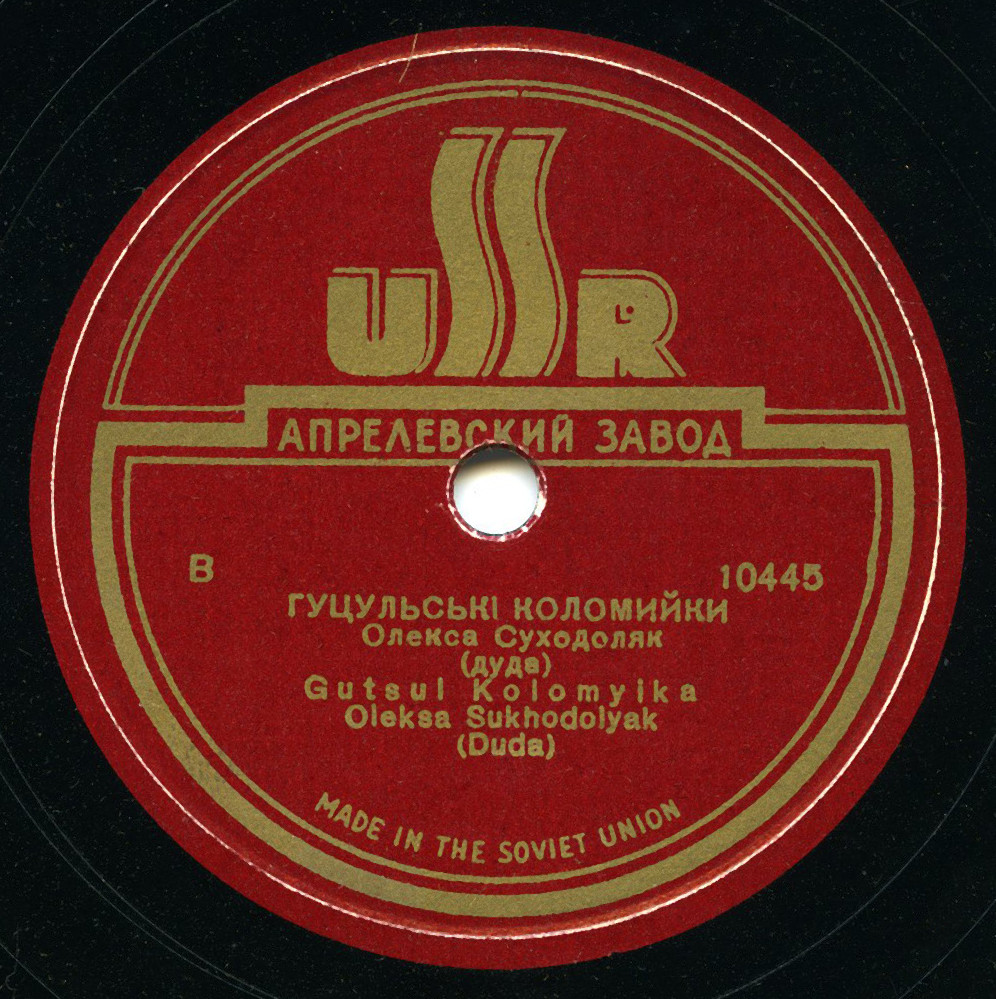 USSR
АПРЕЛЕВСКИЙ ЗАВОД
В 10445
ГУЦУЛЬСЬКІ КОЛОМИЙКИ
Олекса Суходоляк
(дуда)
Gutsul Kolomyika
Oleksa Sukhodolyak
(Duda)
MADE IN THE SOVIET UNION